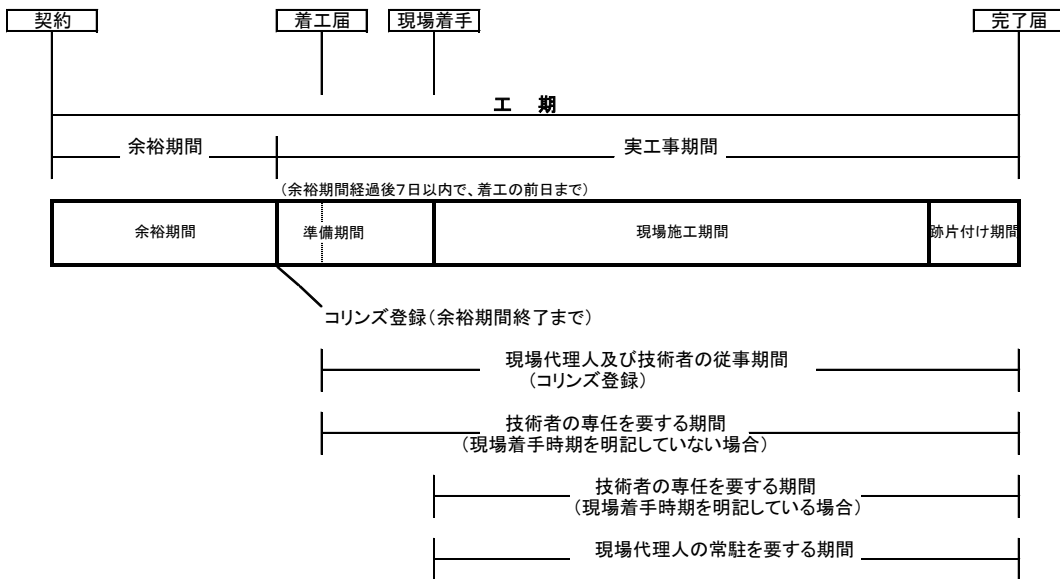 契約
着工届
現場着手
完了届
工 期
余裕期間
実工事期間
（余裕期間経過後７日以内で、着工の前日まで）
余裕期間
準備期間
現場施工期間
跡片付け期間
コリンズ登録（余裕期間終了まで）
現場代理人及び技術者の従事期間
（コリンズ登録）
技術者の専任を要する期間
（現場着手時期を明記していない場合）
技術者の専任を要する期間
（現場着手時期を明記している場合）
現場代理人の常駐を要する期間